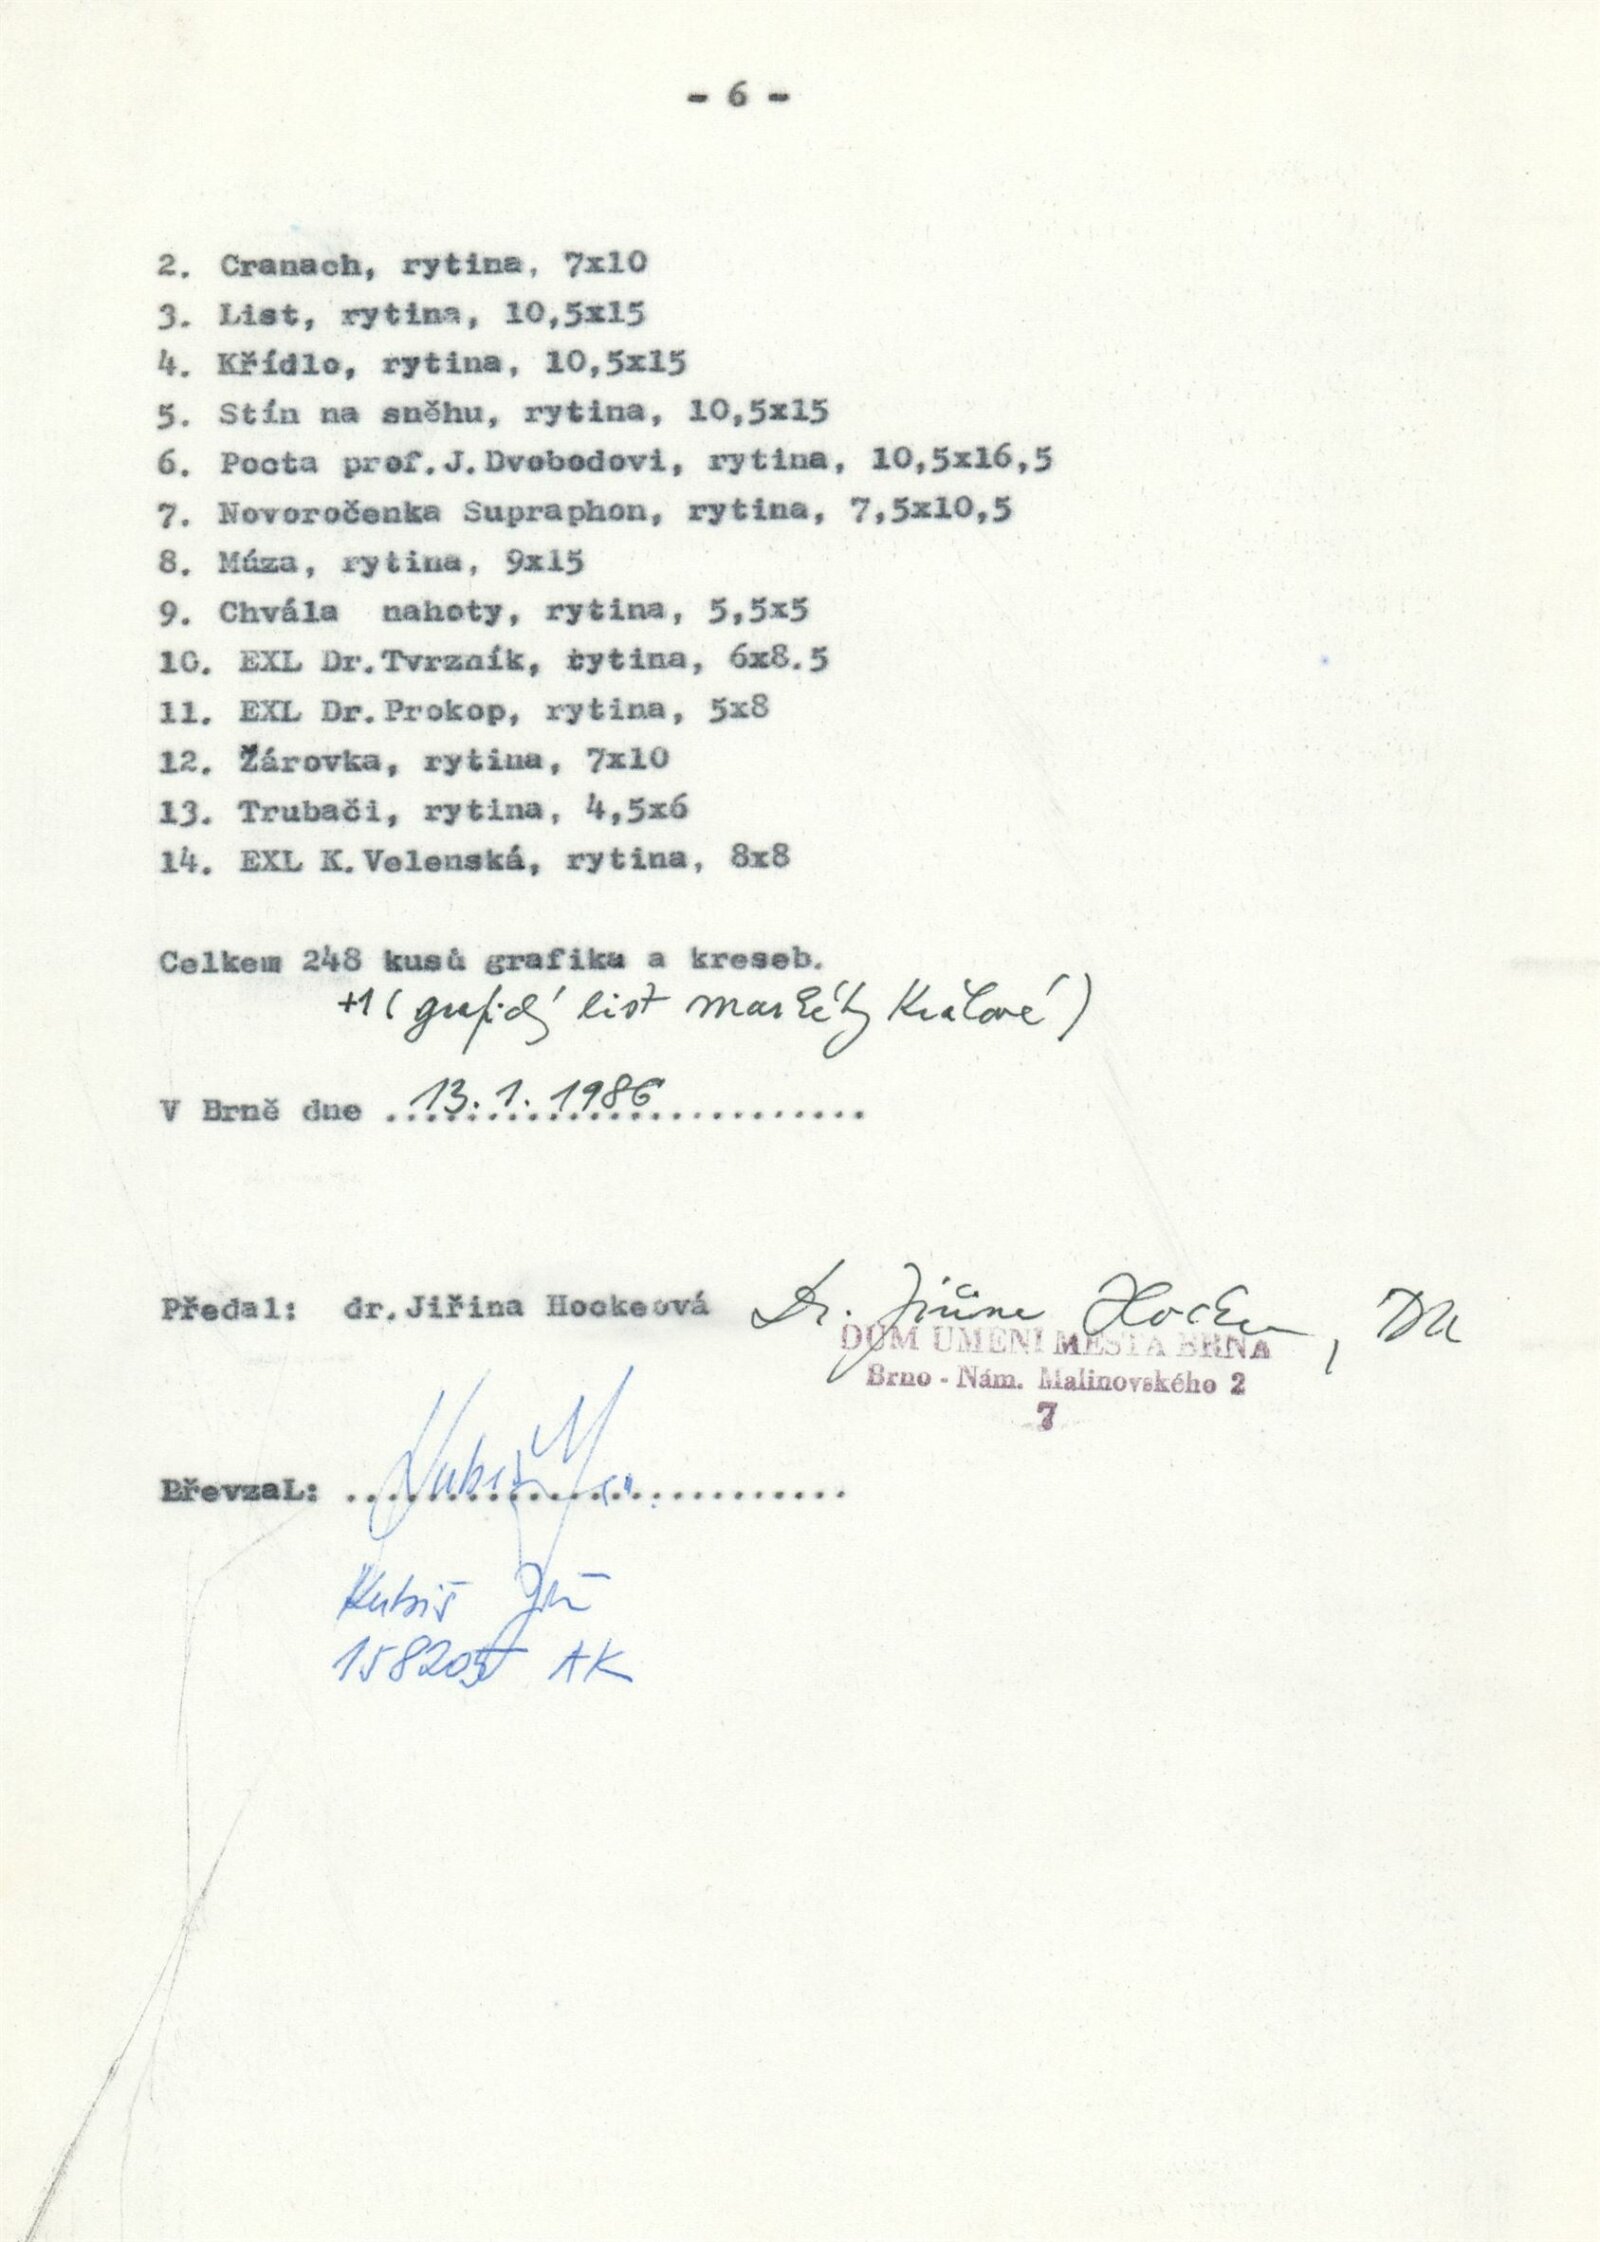 - 6 -
2. Cranach, rytina, 7x10
3. List, rytina, 10,5x15
4. Křídlo, rytina, 10,5x15
5. Stín na sněhu, rytina, 10,5x15
6. Pocta prof.J.Dvobodovi, rytina, 10,5x16,5
7. Novoročenka Supraphon, rytina, 7,5x10,5
8. Múza, rytina, 9x15
9. Chvála nahoty, rytina, 5,5x5
10. EXL Dr.Tvrzník, rytina, 6x8.5
11. EXL Dr.Prokop, rytina, 5x8
12. Žárovka, rytina, 7x10
13. Trubači, rytina, 4,5x6
14. EXL K.Velenská, rytina, 8x8
Celkem 248 kusů grafiku a kreseb.
+1 (grafický list Markéty Králové)
V Brně dne 13.1.1986
Předal: dr.Jiřina Hockeová Dr. Jiřina
DŮM UMĚNÍ MĚSTA BRNA
Brno - Nám. Malinovského 2
7
PřevzaL: ..........................
Kubiš Jiří
158205 AK